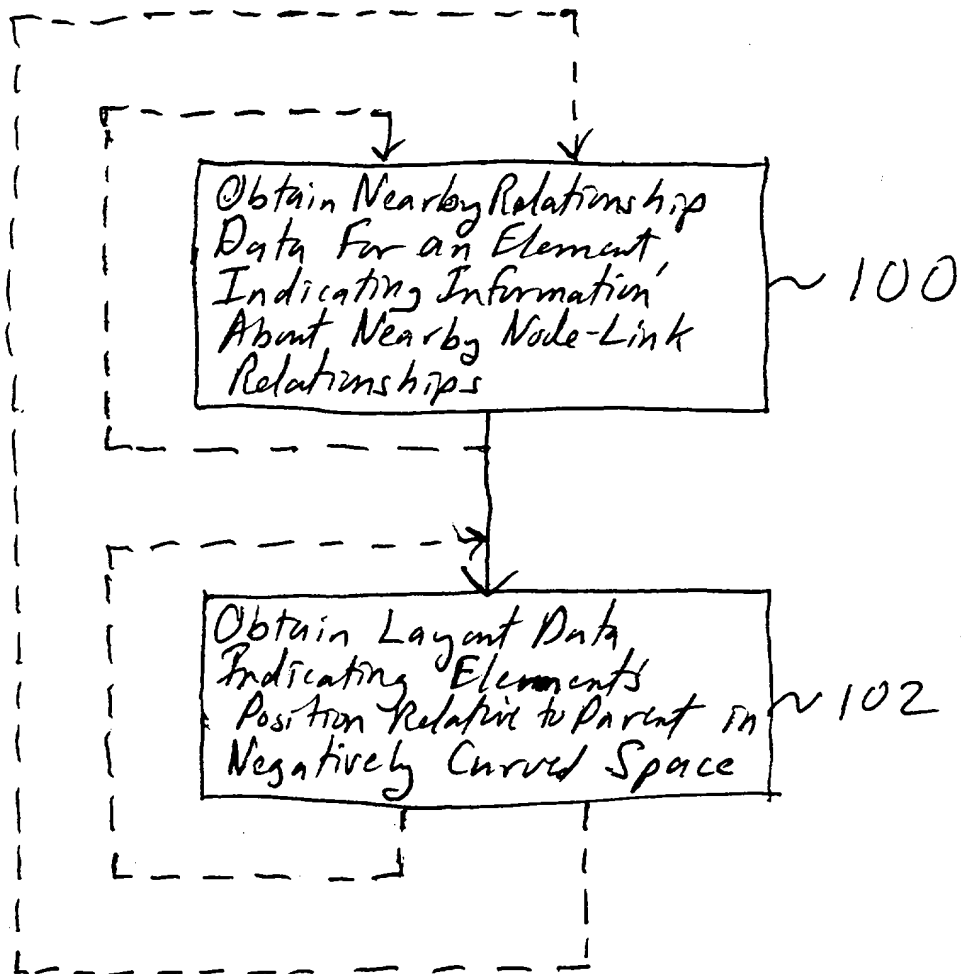 Obtain Nearby Relationship
Data For an Element,
Indicating Information
About Nearby Node-Link
Relationships
100
Obtain Layout Data
Indicating Element's
Position Relative to Parent in
Negatively Curved Space
102